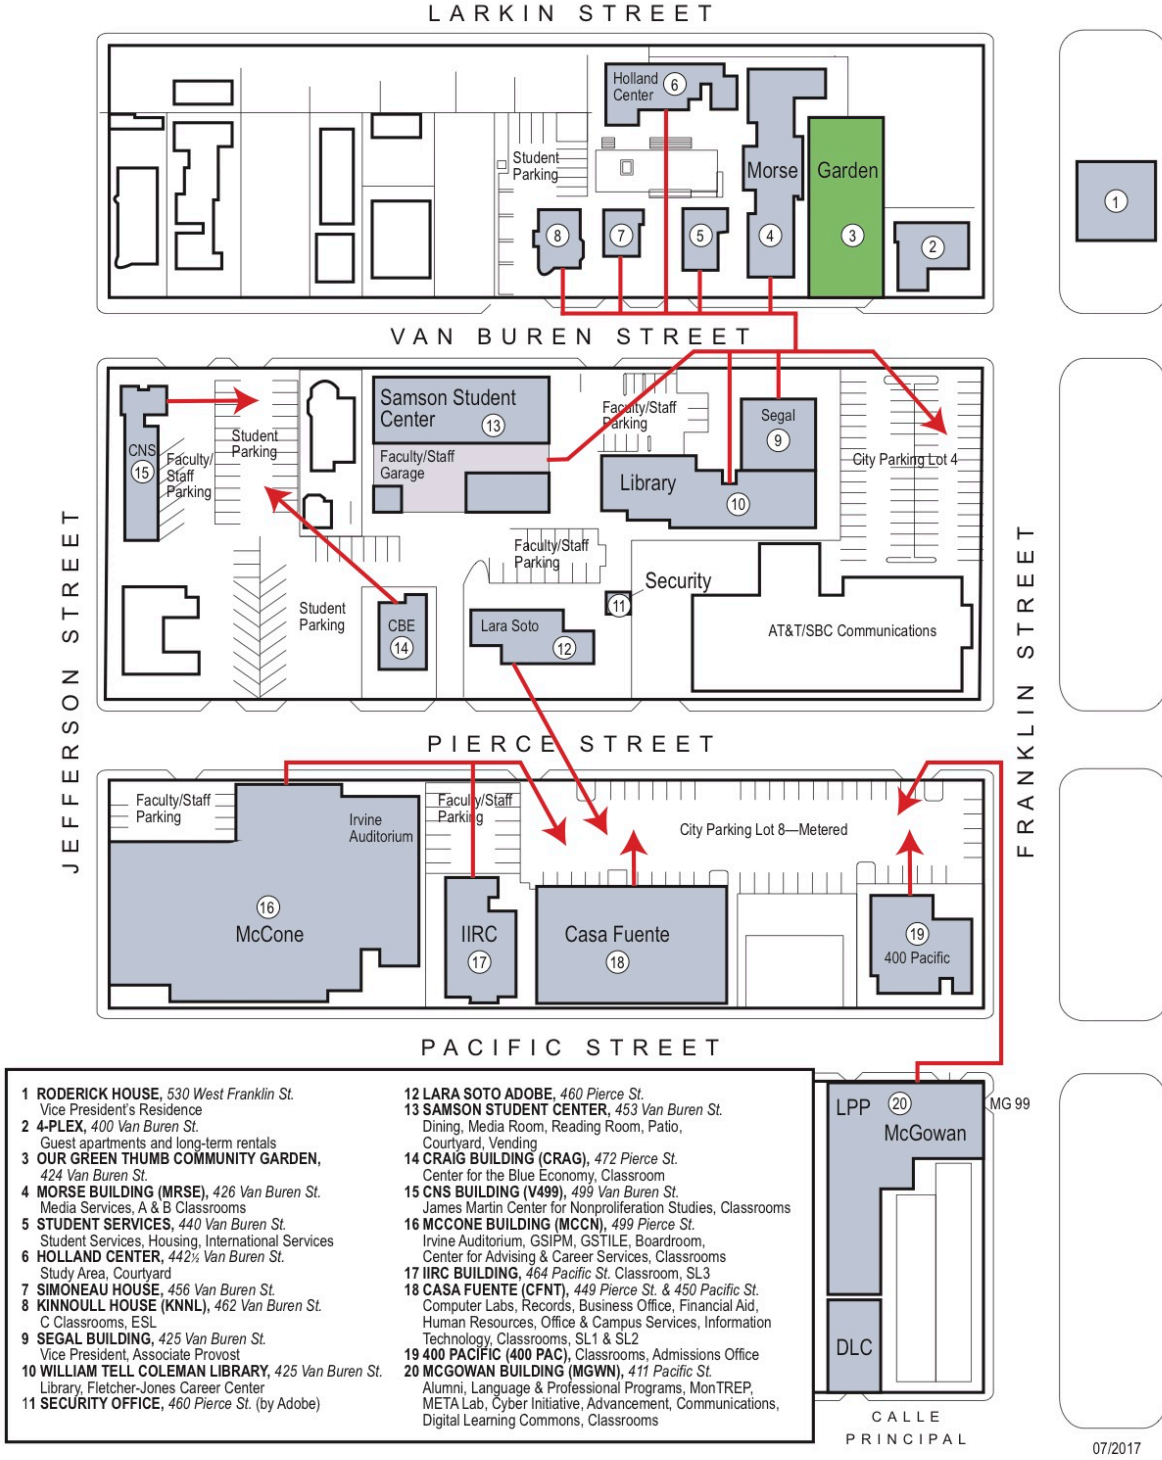 LARKIN STREET
Holland
Center
6
Student
Parking
Morse
Garden
1
8
7
5
4
3
2
VAN BUREN STREET
Samson Student
Center
13
Faculty/Staff
Parking
Segal
9
CNS
15
Faculty/
Staff
Parking
Student
Parking
Faculty/Staff
Garage
City Parking Lot 4
Library
10
Faculty/Staff
Parking
Security
11
Student
Parking
CBE
14
Lara Soto
12
AT&T/SBC Communications
JEFFERSON STREET
FRANKLIN STREET
PIERCE STREET
Faculty/Staff
Parking
Irvine
Auditorium
Faculty/Staff
Parking
City Parking Lot 8—Metered
16
McCone
IIRC
17
Casa Fuente
18
19
400 Pacific
PACIFIC STREET
1 RODERICK HOUSE, 530 West Franklin St.
Vice President's Residence
2 4-PLEX, 400 Van Buren St.
Guest apartments and long-term rentals
3 OUR GREEN THUMB COMMUNITY GARDEN,
424 Van Buren St.
4 MORSE BUILDING (MRSE), 426 Van Buren St.
Media Services, A & B Classrooms
5 STUDENT SERVICES, 440 Van Buren St.
Student Services, Housing, International Services
6 HOLLAND CENTER, 442½ Van Buren St.
Study Area, Courtyard
7 SIMONEAU HOUSE, 456 Van Buren St.
8 KINNOULL HOUSE (KNNL), 462 Van Buren St.
C Classrooms, ESL
9 SEGAL BUILDING, 425 Van Buren St.
Vice President, Associate Provost
10 WILLIAM TELL COLEMAN LIBRARY, 425 Van Buren St.
Library, Fletcher-Jones Career Center
11 SECURITY OFFICE, 460 Pierce St. (by Adobe)
12 LARA SOTO ADOBE, 460 Pierce St.
13 SAMSON STUDENT CENTER, 453 Van Buren St.
Dining, Media Room, Reading Room, Patio,
Courtyard, Vending
14 CRAIG BUILDING (CRAG), 472 Pierce St.
Center for the Blue Economy, Classroom
15 CNS BUILDING (V499), 499 Van Buren St.
James Martin Center for Nonproliferation Studies, Classrooms
16 MCCONE BUILDING (MCCN), 499 Pierce St.
Irvine Auditorium, GSIPM, GSTILE, Boardroom,
Center for Advising & Career Services, Classrooms
17 IIRC BUILDING, 464 Pacific St. Classroom, SL3
18 CASA FUENTE (CFNT), 449 Pierce St. & 450 Pacific St.
Computer Labs, Records, Business Office, Financial Aid,
Human Resources, Office & Campus Services, Information
Technology, Classrooms, SL1 & SL2
19 400 PACIFIC (400 PAC), Classrooms, Admissions Office
20 MCGOWAN BUILDING (MGWN), 411 Pacific St.
Alumni, Language & Professional Programs, MonTREP,
META Lab, Cyber Initiative, Advancement, Communications,
Digital Learning Commons, Classrooms
LPP
20
McGowan
MG 99
DLC
CALLE
PRINCIPAL
07/2017